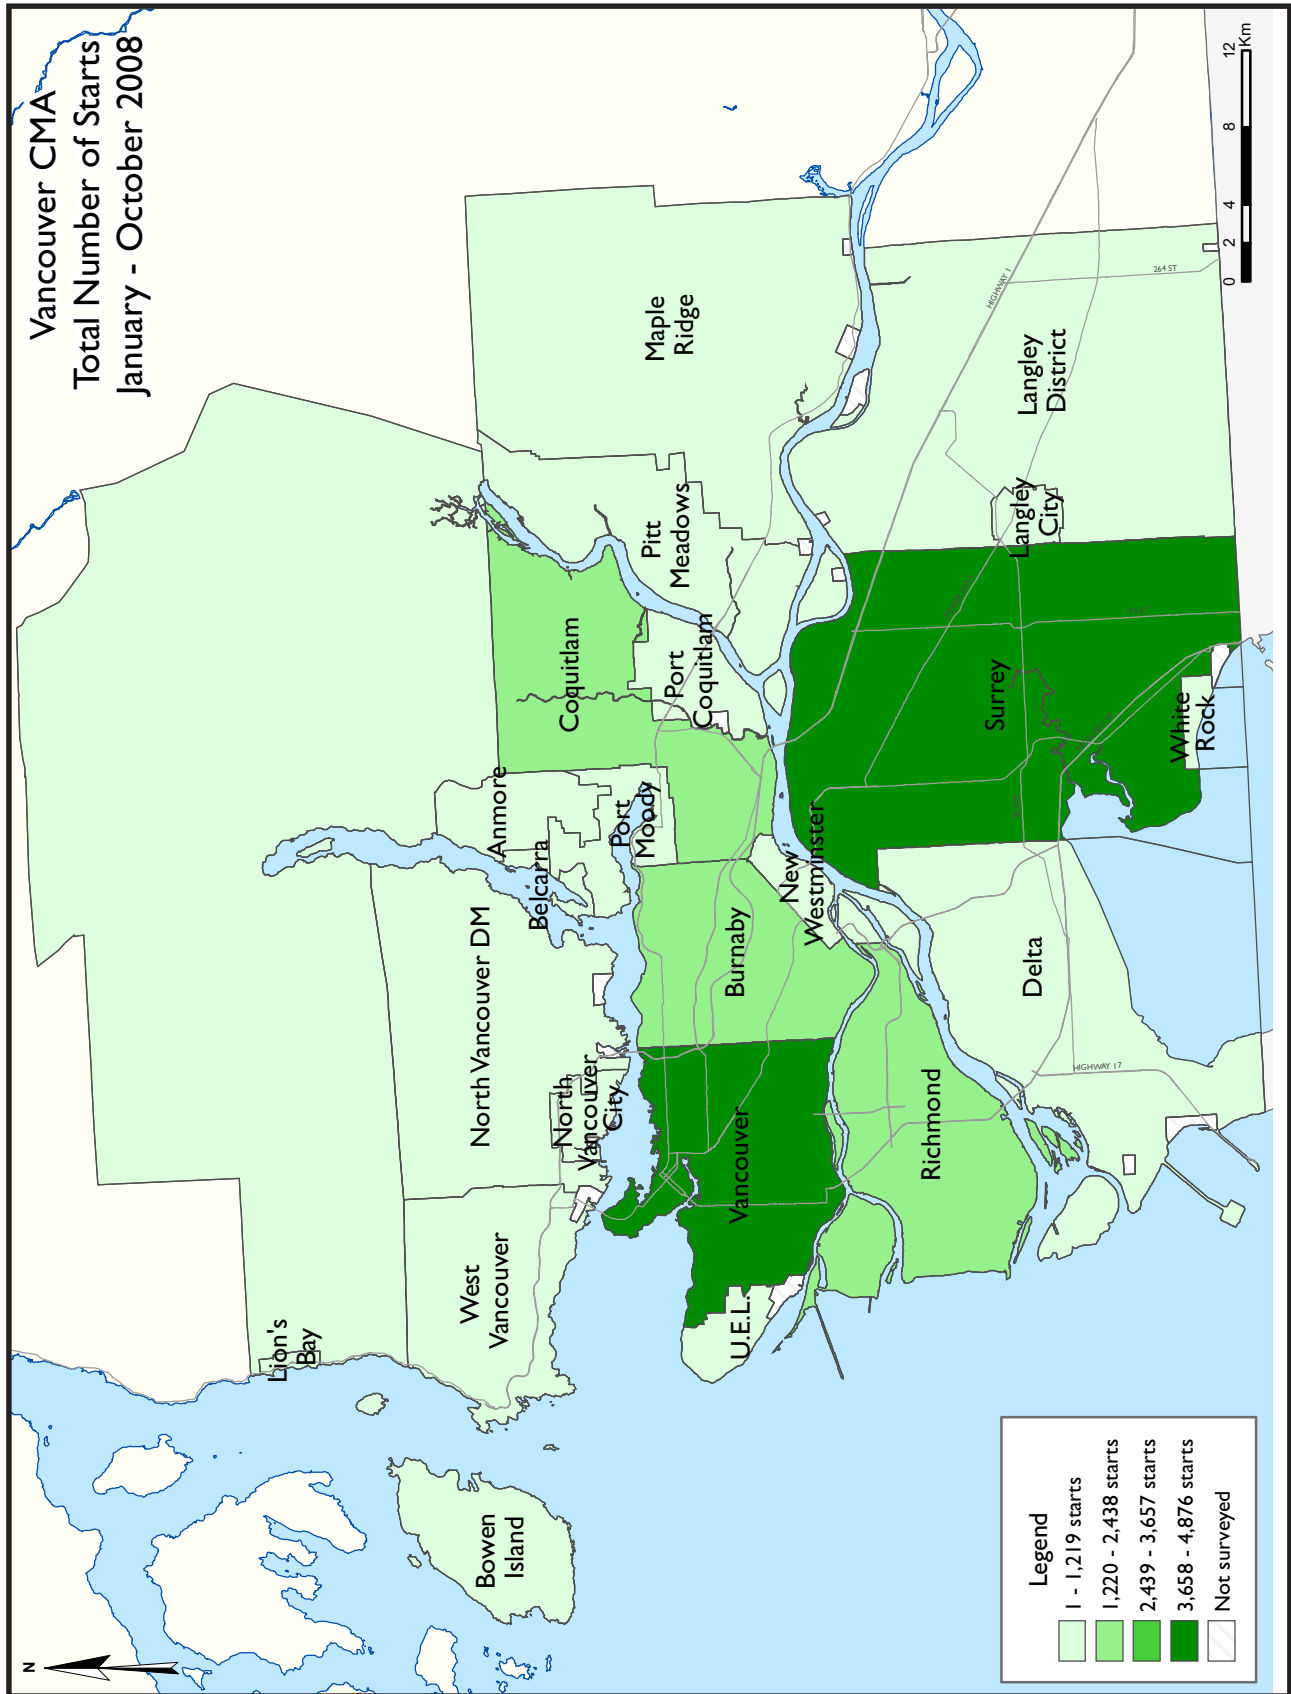 Vancouver CMA
Total Number of Starts
January - October 2008
N
Lion's
Bay
Bowen
Island
West
Vancouver
North Vancouver DM
North
Vancouver
City
Belcarra
Anmore
Port
Moody
Coquitlam
Port
Coquitlam
Pitt
Meadows
Maple
Ridge
U.E.L.
Vancouver
Burnaby
New
Westminster
Richmond
Delta
Surrey
White
Rock
Langley
City
Langley
District
HIGHWAY 1
264 ST
HIGHWAY 17
Legend
1 - 1,219 starts
1,220 - 2,438 starts
2,439 - 3,657 starts
3,658 - 4,876 starts
Not surveyed
0 2 4 8 12
Km